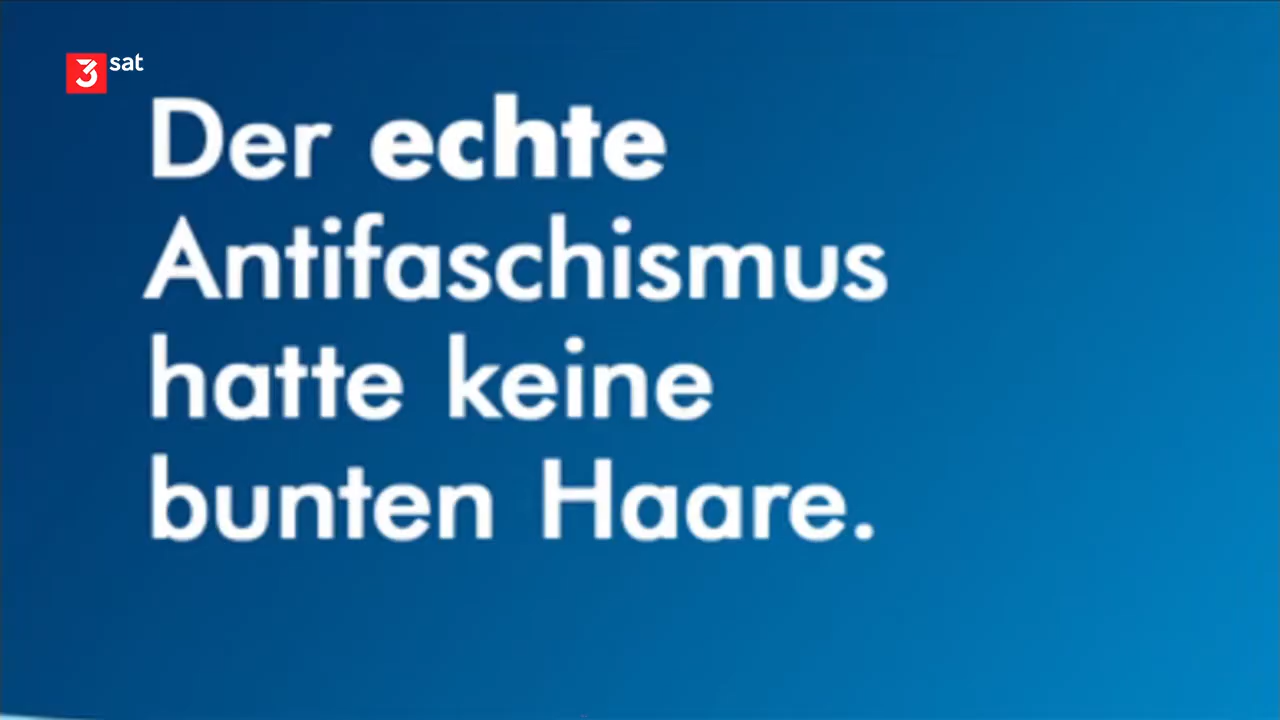 3sat
Der echte
Antifaschismus
hatte keine
bunten Haare.